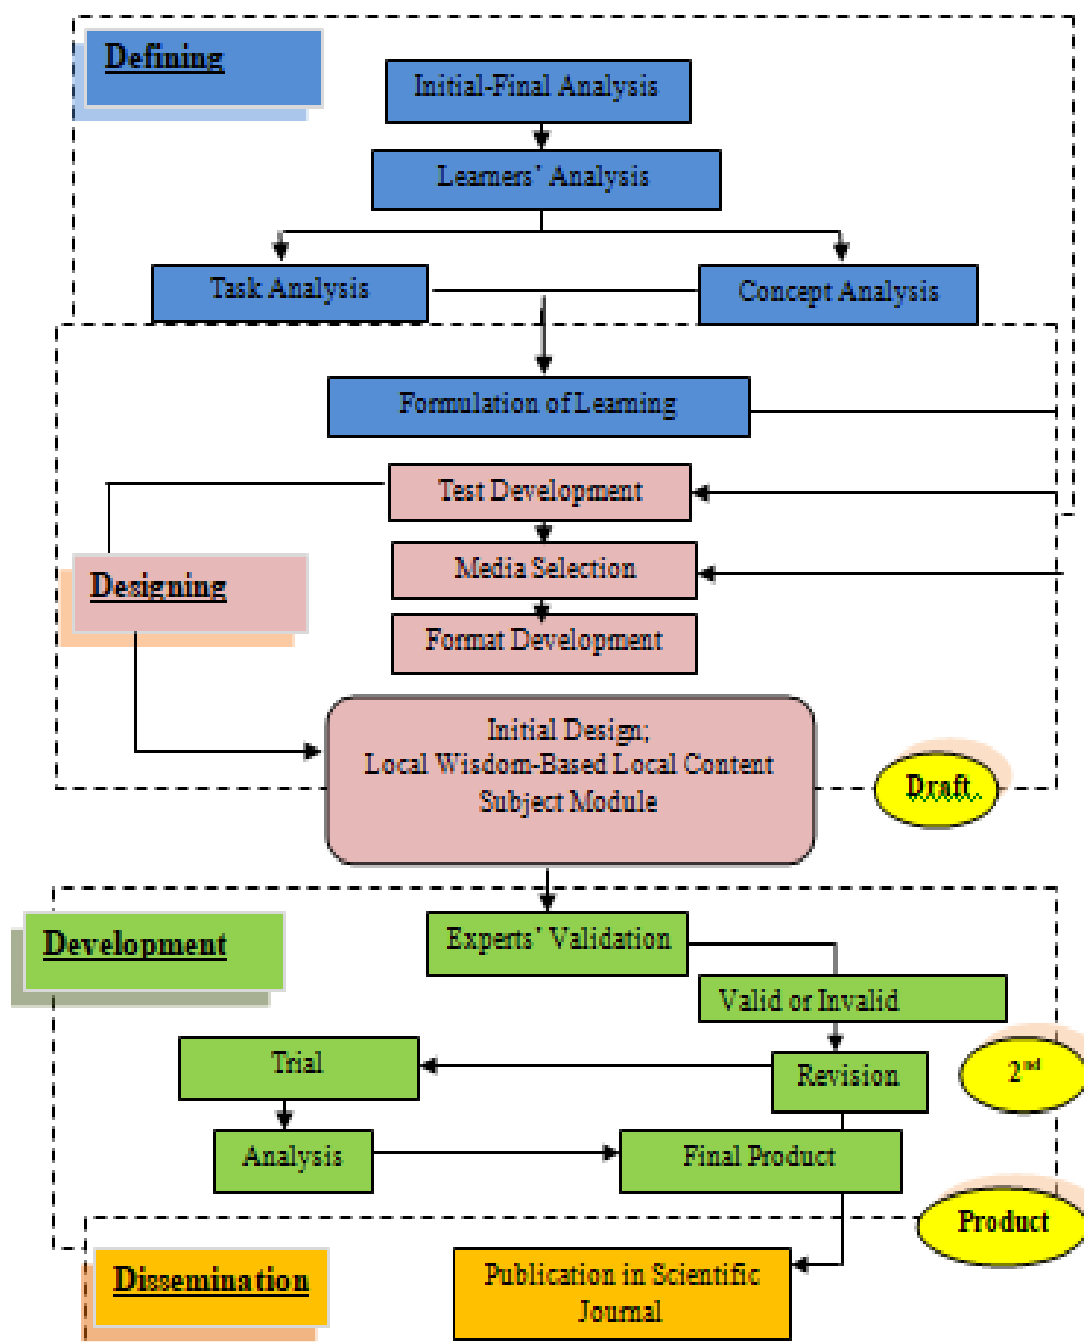 Defining
Initial-Final Analysis
Learners' Analysis
Task Analysis
Concept Analysis
Formulation of Learning
Test Development
Media Selection
Designing
Format Development
Initial Design;
Local Wisdom-Based Local Content
Subject Module
Draft
Development
Experts' Validation
Valid or Invalid
Trial
Revision
2nd
Analysis
Final Product
Product
Dissemination
Publication in Scientific
Journal